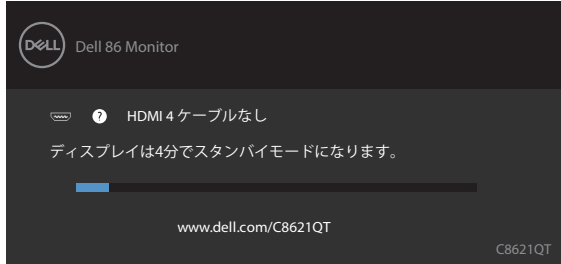 DELL
Dell 86 Monitor
? HDMI 4 ケーブルなし
ディスプレイは4分でスタンバイモードになります。
www.dell.com/C8621QT
C8621QT